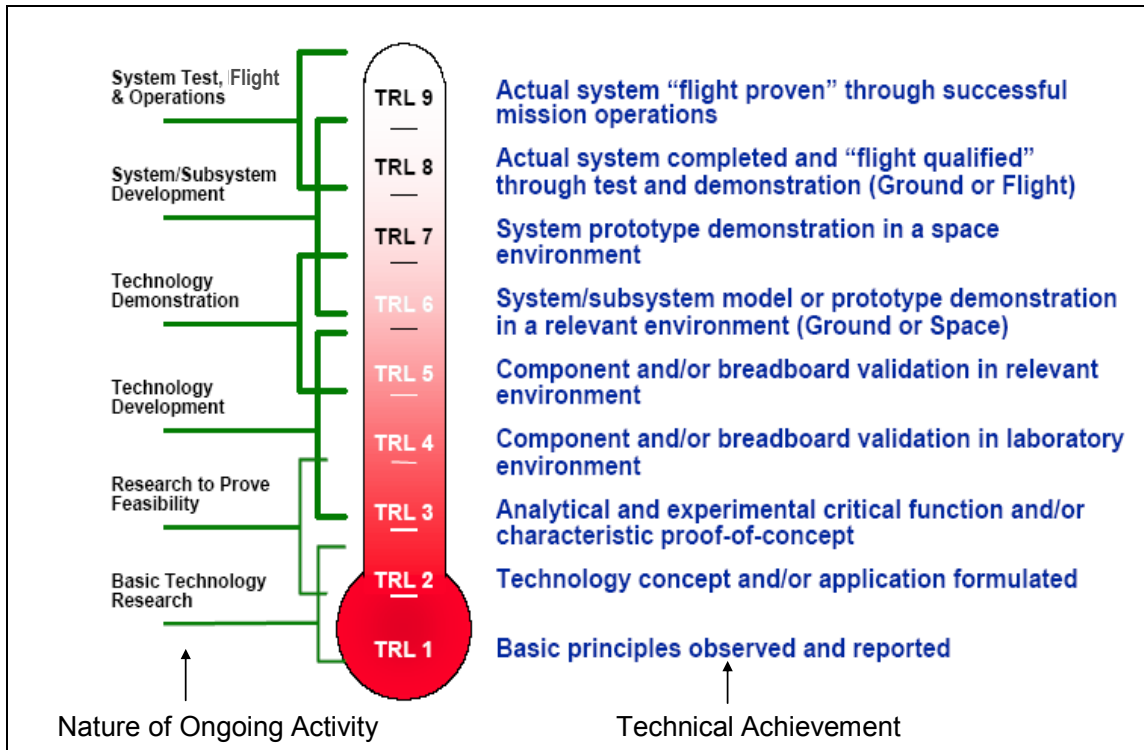 System Test, Flight
& Operations
System/Subsystem
Development
Technology
Demonstration
Technology
Development
Research to Prove
Feasibility
Basic Technology
Research
TRL 9
TRL 8
TRL 7
TRL 6
TRL 5
TRL 4
TRL 3
TRL 2
TRL 1
Actual system “flight proven” through successful
mission operations
Actual system completed and “flight qualified”
through test and demonstration (Ground or Flight)
System prototype demonstration in a space
environment
System/subsystem model or prototype demonstration
in a relevant environment (Ground or Space)
Component and/or breadboard validation in relevant
environment
Component and/or breadboard validation in laboratory
environment
Analytical and experimental critical function and/or
characteristic proof-of-concept
Technology concept and/or application formulated
Basic principles observed and reported
Nature of Ongoing Activity
Technical Achievement